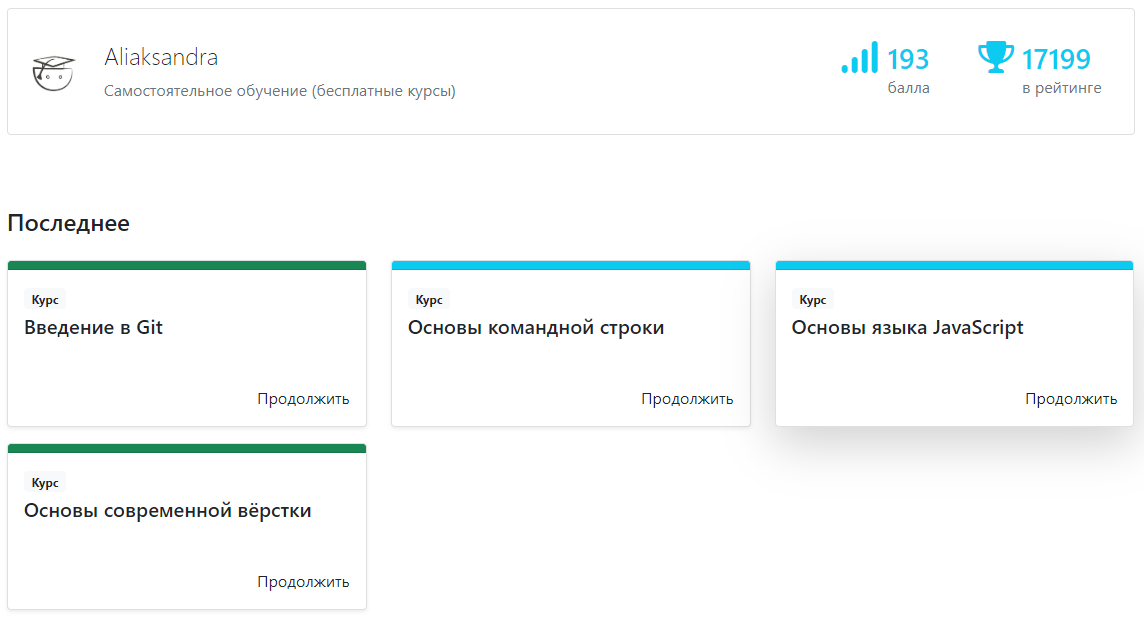 Aliaksandra
Самостоятельное обучение (бесплатные курсы)
193
балла
17199
в рейтинге
Последнее
Курс
Введение в Git
Продолжить
Курс
Основы командной строки
Продолжить
Курс
Основы языка JavaScript
Продолжить
Курс
Основы современной вёрстки
Продолжить